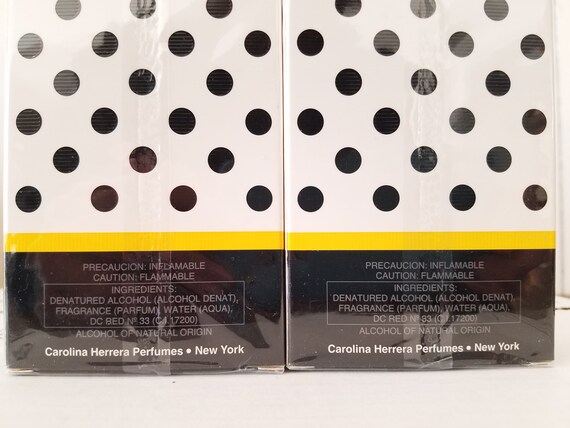 PRECAUCION: INFLAMABLE
CAUTION: FLAMMABLE
INGREDIENTS:
DENATURED ALCOHOL (ALCOHOL DENAT),
FRAGRANCE (PARFUM), WATER (AQUA),
DC RED Nº 33 (C.I.17200)
ALCOHOL OF NATURAL ORIGIN
Carolina Herrera Perfumes • New York
PRECAUCION: INFLAMABLE
CAUTION: FLAMMABLE
INGREDIENTS:
DENATURED ALCOHOL (ALCOHOL DENAT),
FRAGRANCE (PARFUM), WATER (AQUA),
DC RED Nº 33 (C.I.17200)
ALCOHOL OF NATURAL ORIGIN
Carolina Herrera Perfumes • New York